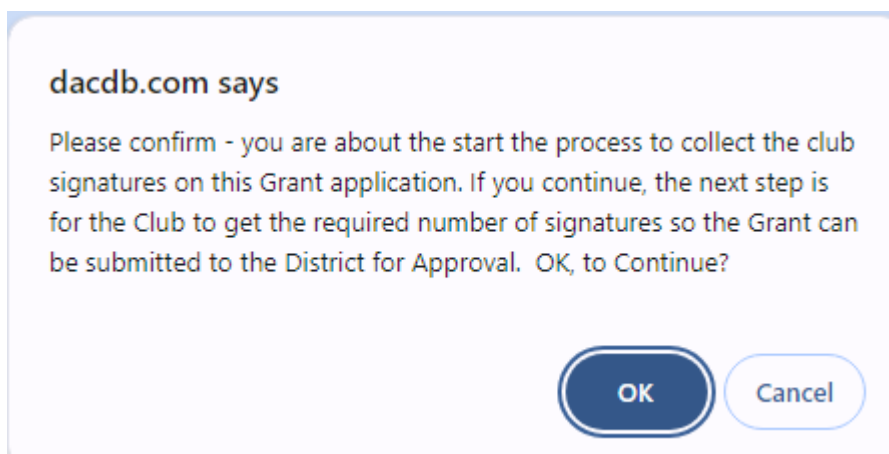 dacdb.com says
Please confirm - you are about the start the process to collect the club
signatures on this Grant application. If you continue, the next step is
for the Club to get the required number of signatures so the Grant can
be submitted to the District for Approval.  OK, to Continue?
OK
Cancel